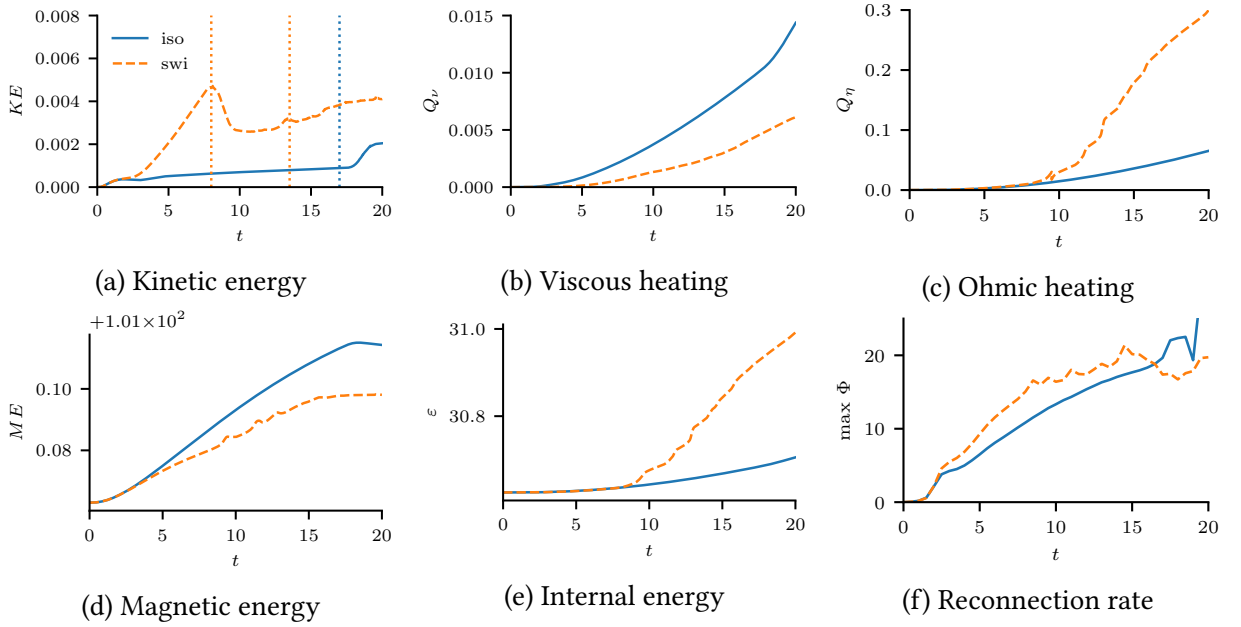 0.008
0.006
0.004
0.002
0.000
KE
iso
swi
0 5 10 15 20
t
(a) Kinetic energy
0.015
0.010
0.005
0.000
Qν
0 5 10 15 20
t
(b) Viscous heating
0.3
0.2
0.1
0.0
Qη
0 5 10 15 20
t
(c) Ohmic heating
+1.01×10²
0.10
0.08
ME
0 5 10 15 20
t
(d) Magnetic energy
31.0
30.8
ε
0 5 10 15 20
t
(e) Internal energy
20
10
0
max Φ
0 5 10 15 20
t
(f) Reconnection rate